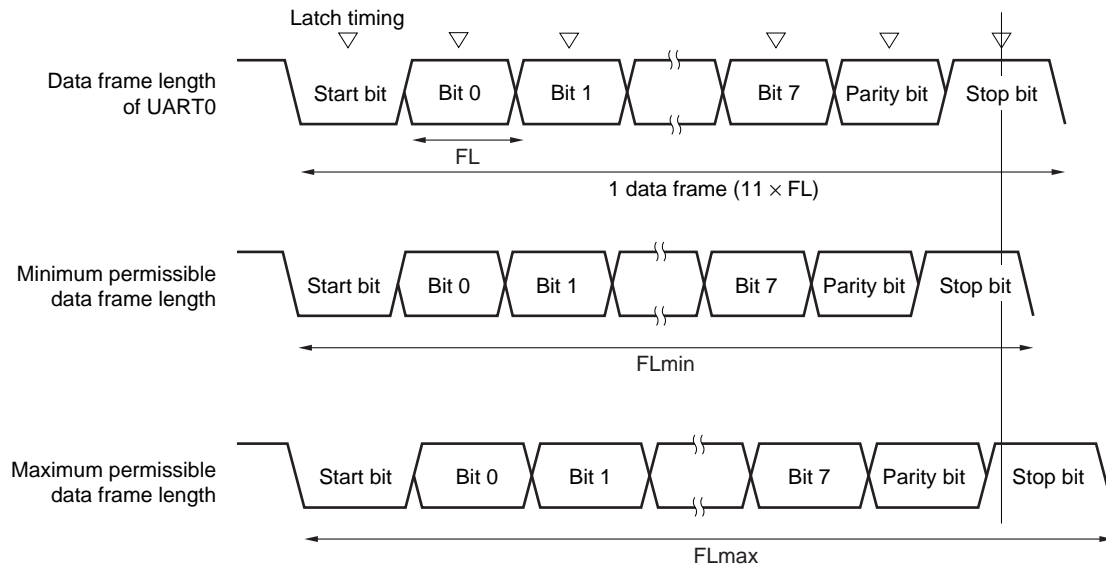 Latch timing
Data frame length
of UART0
Start bit
Bit 0
Bit 1
Bit 7
Parity bit
Stop bit
FL
1 data frame (11 × FL)
Minimum permissible
data frame length
Start bit
Bit 0
Bit 1
Bit 7
Parity bit
Stop bit
FLmin
Maximum permissible
data frame length
Start bit
Bit 0
Bit 1
Bit 7
Parity bit
Stop bit
FLmax